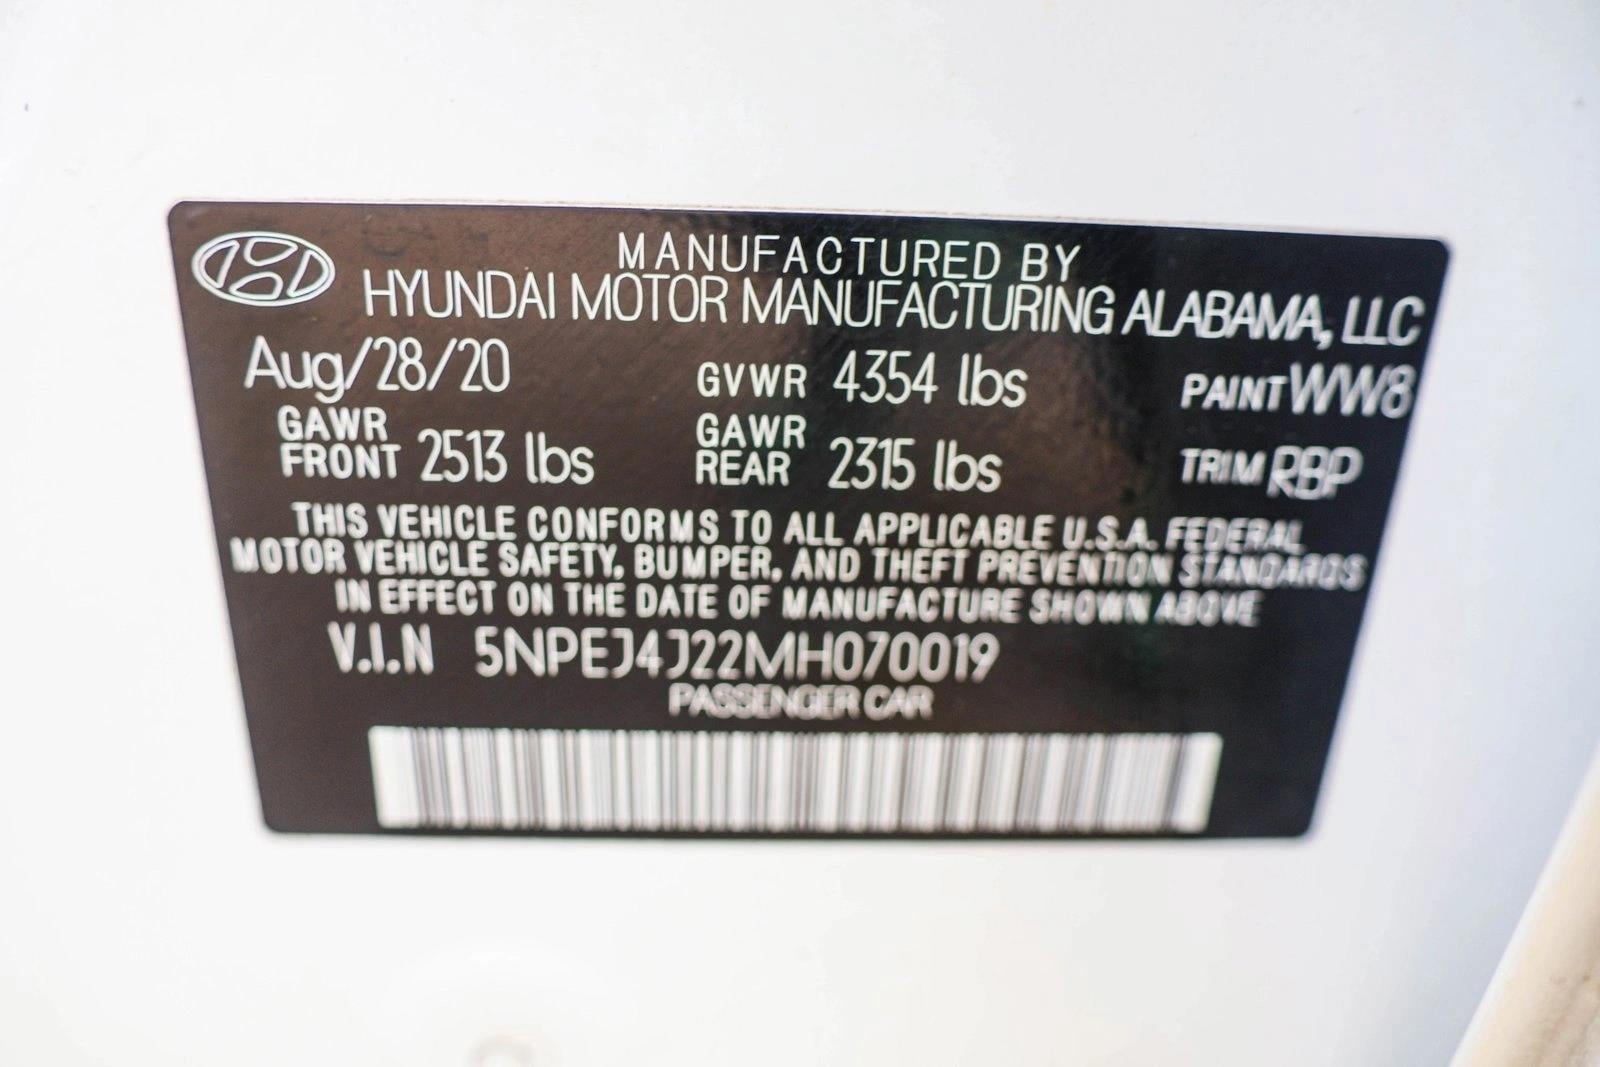 MANUFACTURED BY
HYUNDAI MOTOR MANUFACTURING ALABAMA, LLC
Aug/28/20 GVWR 4354 lbs PAINT WW8
GAWR FRONT 2513 lbs GAWR REAR 2315 lbs TRIM RBP
THIS VEHICLE CONFORMS TO ALL APPLICABLE U.S.A. FEDERAL
MOTOR VEHICLE SAFETY, BUMPER, AND THEFT PREVENTION STANDARDS
IN EFFECT ON THE DATE OF MANUFACTURE SHOWN ABOVE
V.I.N 5NPEJ4J22MH070019
PASSENGER CAR